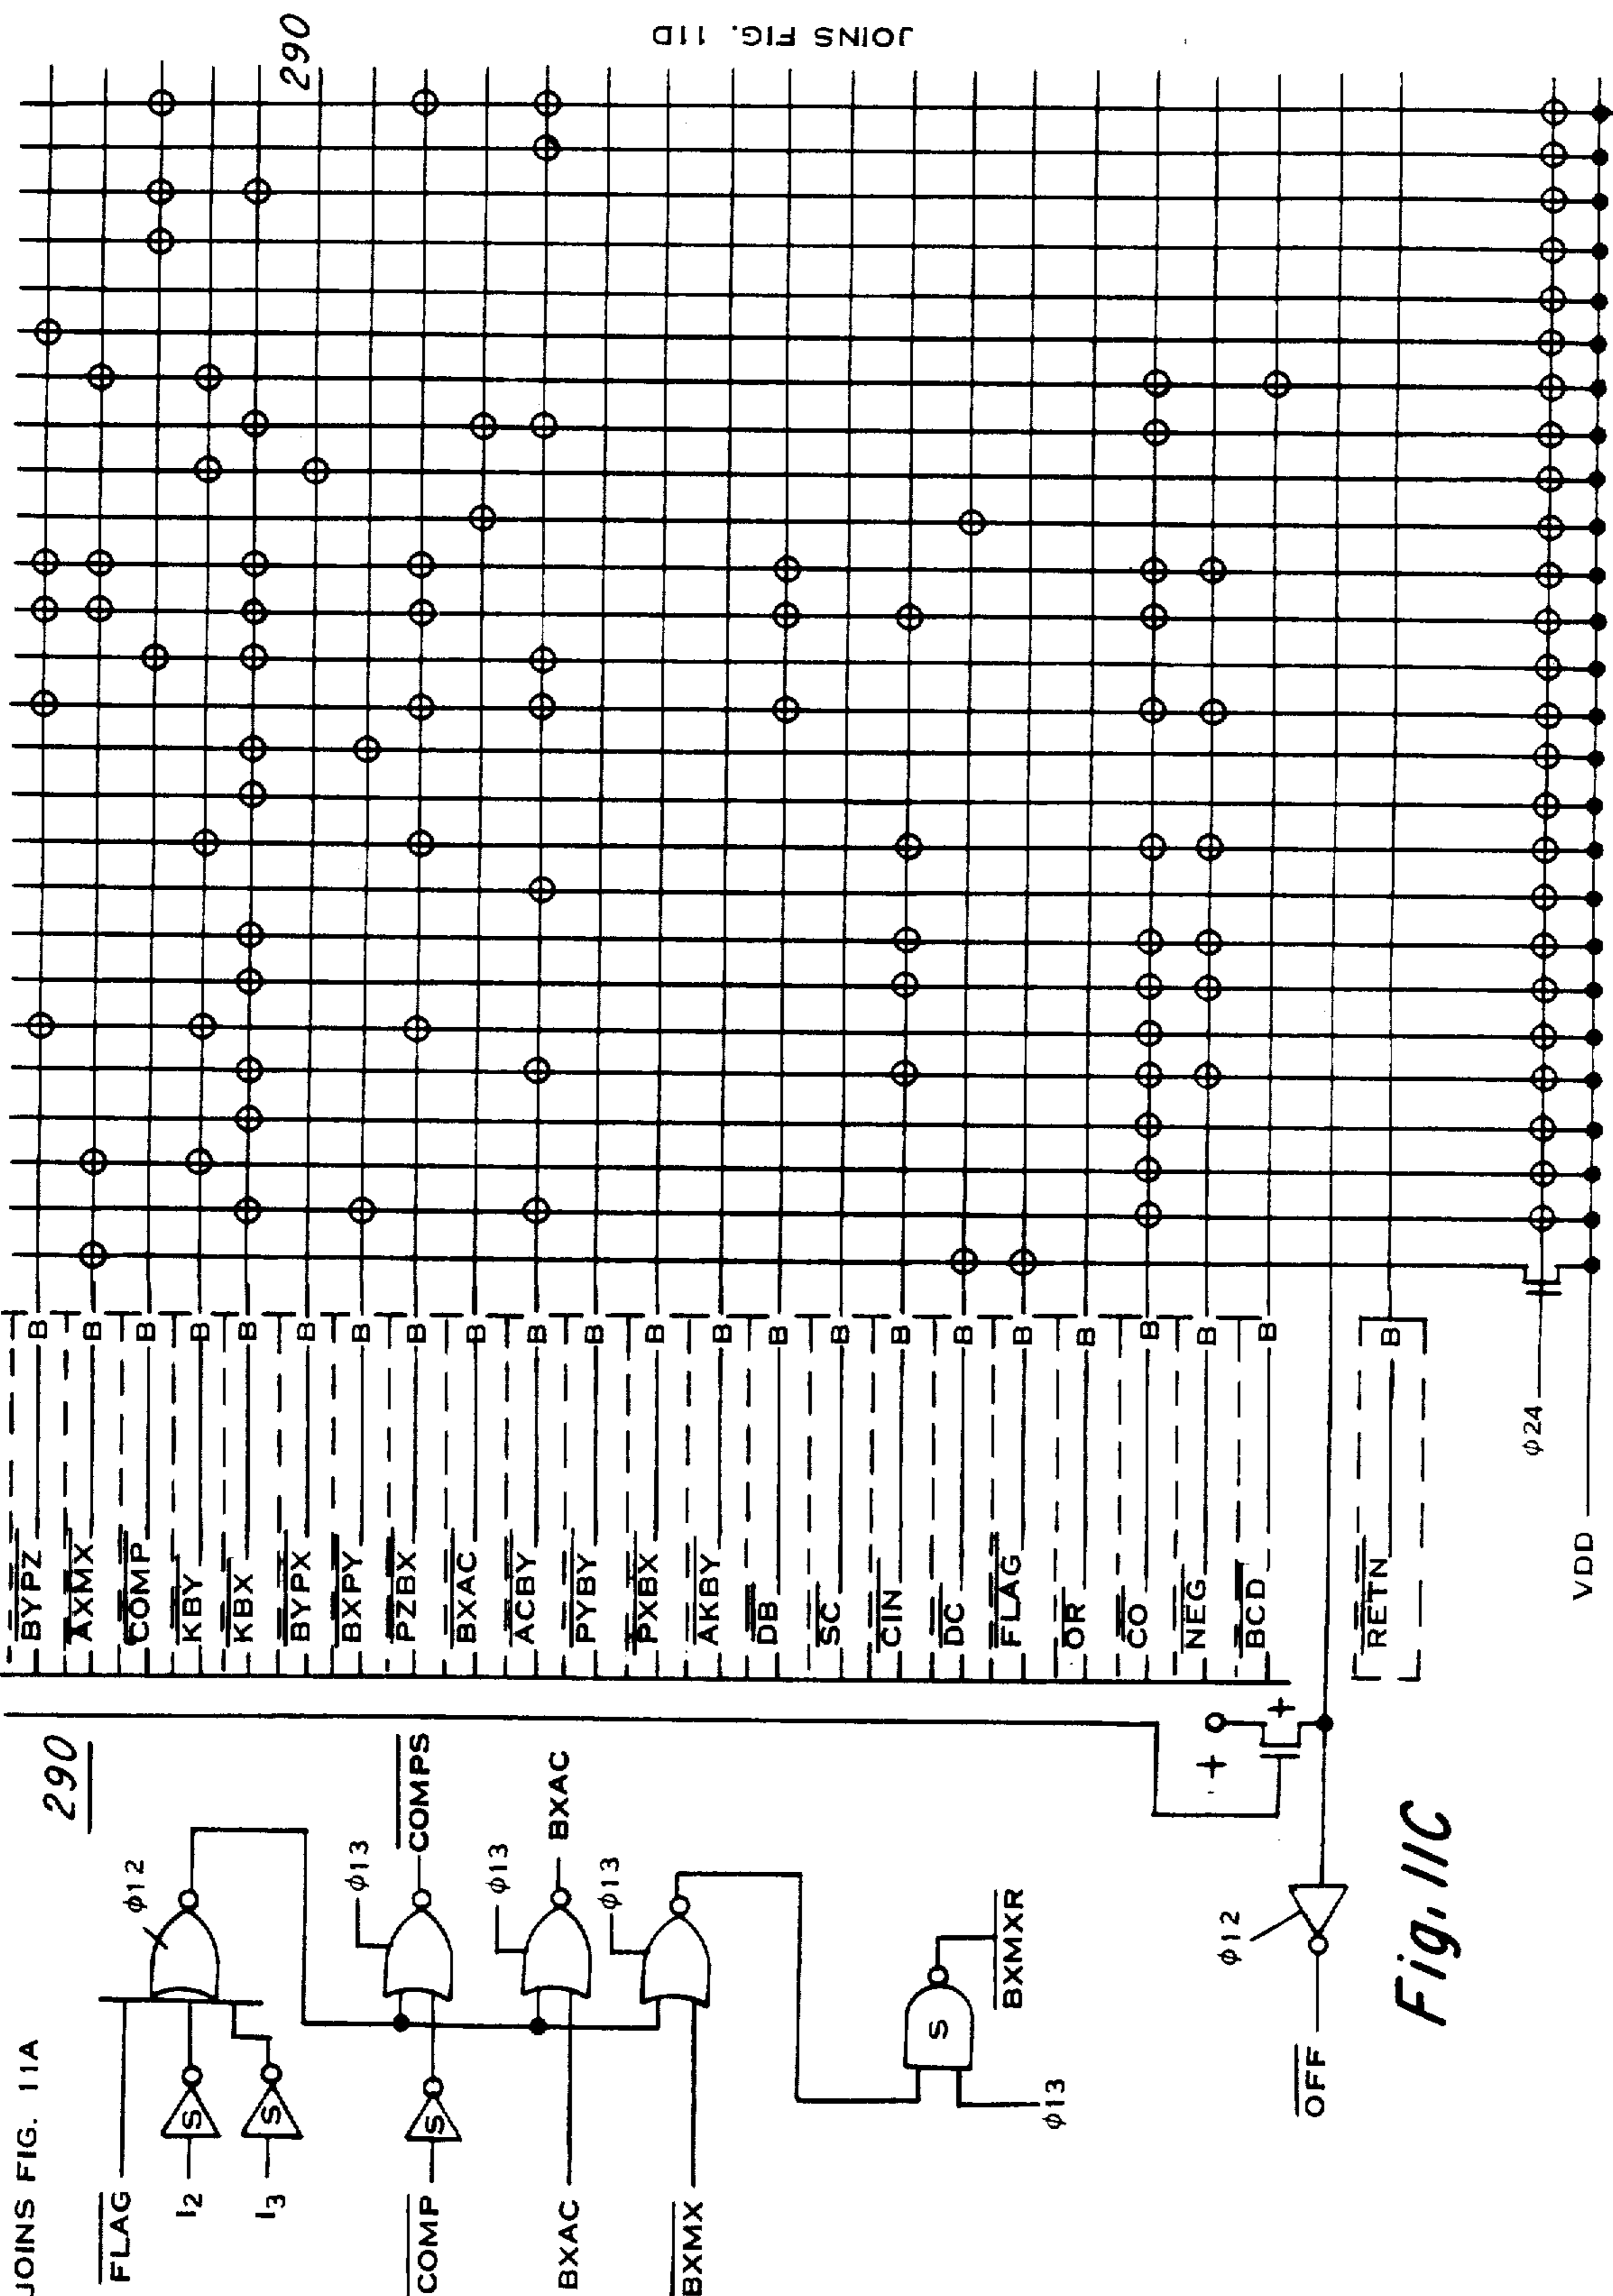 JOINS FIG. 11A
290
FLAG
I2
I3
φ12
COMP
φ13
COMPS
BXAC
φ13
BXAC
BXMX
φ13
S
S
S
S
φ13
BXMXR
BYPZ B
AXMX B
COMP B
KBY B
KBX B
BYPX B
BXPY B
PZBX B
BXAC B
ACBY B
PYBY B
PXBX B
AKBY B
DB B
SC B
CIN B
DC B
FLAG B
OR B
CO B
NEG B
BCD B
RETN B
+
+
φ12
OFF
φ24
VDD
290
JOINS FIG. 11D
Fig. 11C